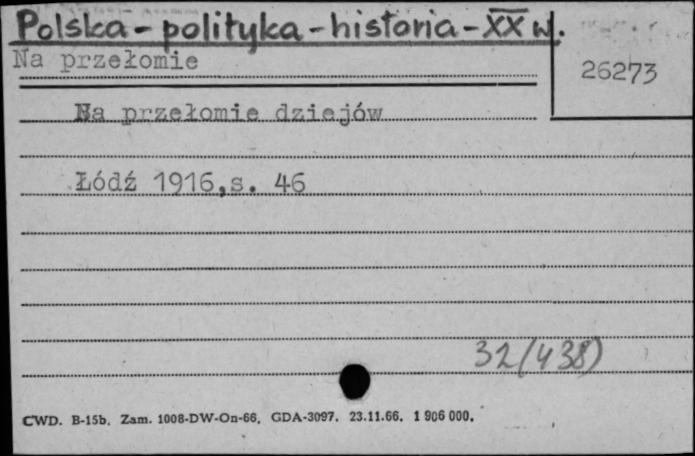 Polska - polityka - historia - XX w.
Na przełomie
26273
Na przełomie dziejów
Łódź 1916,s. 46
32(438)
CWD. B-15b. Zam. 1008-DW-On-66. GDA-3097. 23.11.66. 1 906 000.